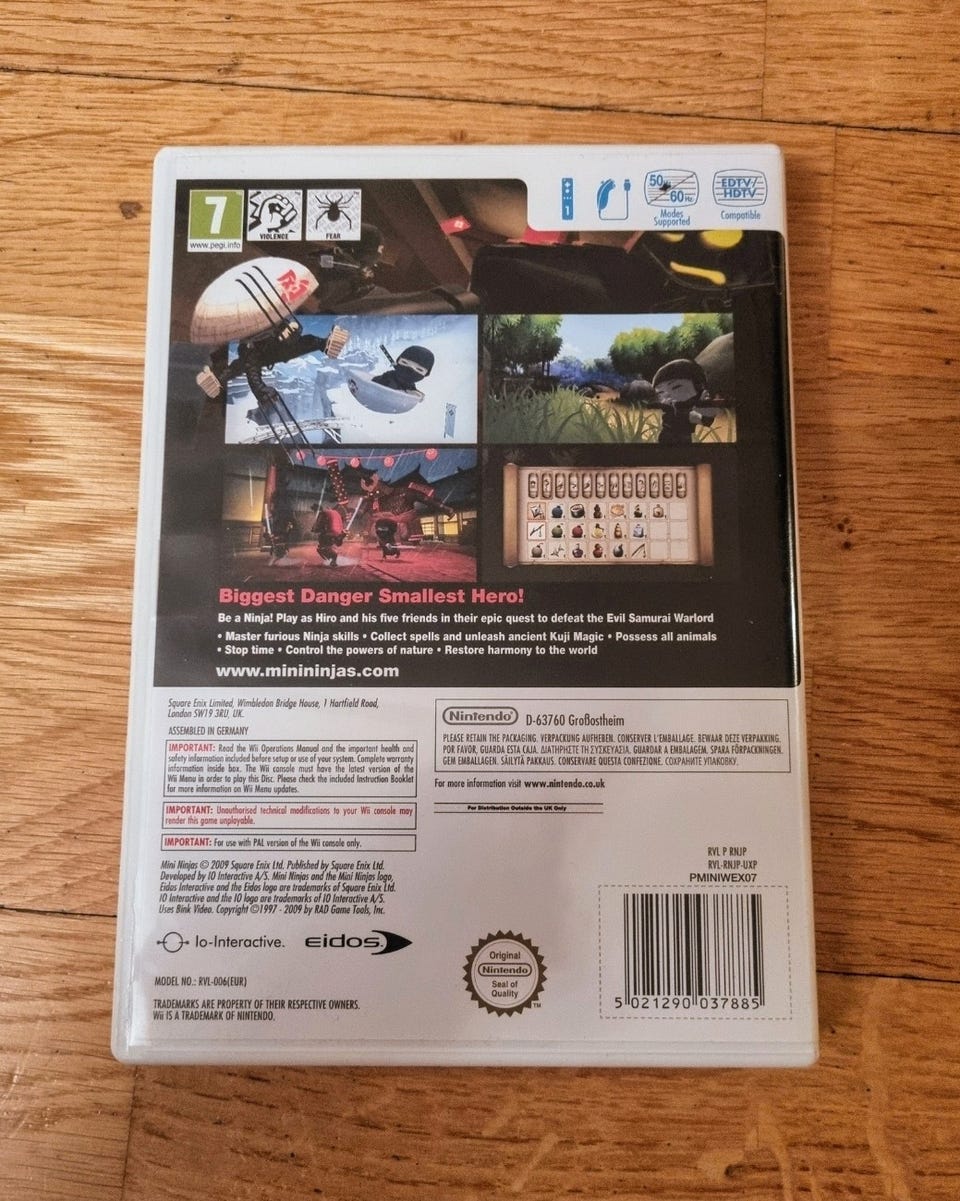 7
www.pegi.info
VIOLENCE
FEAR
1
50
60Hz
Modes
Supported
EDTV/
HDTV
Compatible
忍
Biggest Danger Smallest Hero!
Be a Ninja! Play as Hiro and his five friends in their epic quest to defeat the Evil Samurai Warlord
• Master furious Ninja skills • Collect spells and unleash ancient Kuji Magic • Possess all animals
• Stop time • Control the powers of nature • Restore harmony to the world
www.minininjas.com
Square Enix Limited, Wimbledon Bridge House, 1 Hartfield Road,
London SW19 3RU, UK.
ASSEMBLED IN GERMANY
IMPORTANT: Read the Wii Operations Manual and the important health and
safety information included before setup or use of your system. Complete warranty
information inside box. The Wii console must have the latest version of the
Wii Menu in order to play this Disc. Please check the included Instruction Booklet
for more information on Wii Menu updates.
IMPORTANT: Unauthorised technical modifications to your Wii console may
render this game unplayable.
IMPORTANT: For use with PAL version of the Wii console only.
Mini Ninjas © 2009 Square Enix Ltd. Published by Square Enix Ltd.
Developed by IO Interactive A/S. Mini Ninjas and the Mini Ninjas logo,
Eidos Interactive and the Eidos logo are trademarks of Square Enix Ltd.
IO Interactive and the IO logo are trademarks of IO Interactive A/S.
Uses Bink Video. Copyright ©1997 - 2009 by RAD Game Tools, Inc.
Io-Interactive.
eidos
MODEL NO.: RVL-006(EUR)
TRADEMARKS ARE PROPERTY OF THEIR RESPECTIVE OWNERS.
Wii IS A TRADEMARK OF NINTENDO.
Nintendo® D-63760 Großostheim
PLEASE RETAIN THE PACKAGING. VERPACKUNG AUFHEBEN. CONSERVER L'EMBALLAGE. BEWAAR DEZE VERPAKKING.
POR FAVOR, GUARDA ESTA CAJA. ΔΙΑΤΗΡΗΣΤΕ ΤΗ ΣΥΣΚΕΥΑΣΙΑ. GUARDAR A EMBALAGEM. SPARA FÖRPACKNINGEN.
GEM EMBALLAGEN. SÄILYTÄ PAKKAUS. CONSERVARE QUESTA CONFEZIONE. СОХРАНИТЕ УПАКОВКУ.
For more information visit www.nintendo.co.uk
For Distribution Outside the UK Only
RVL P RNJP
RVL-RNJP-UXP
PMINIWEX07
Original
Nintendo
Seal of
Quality
TM
5 021290 037885